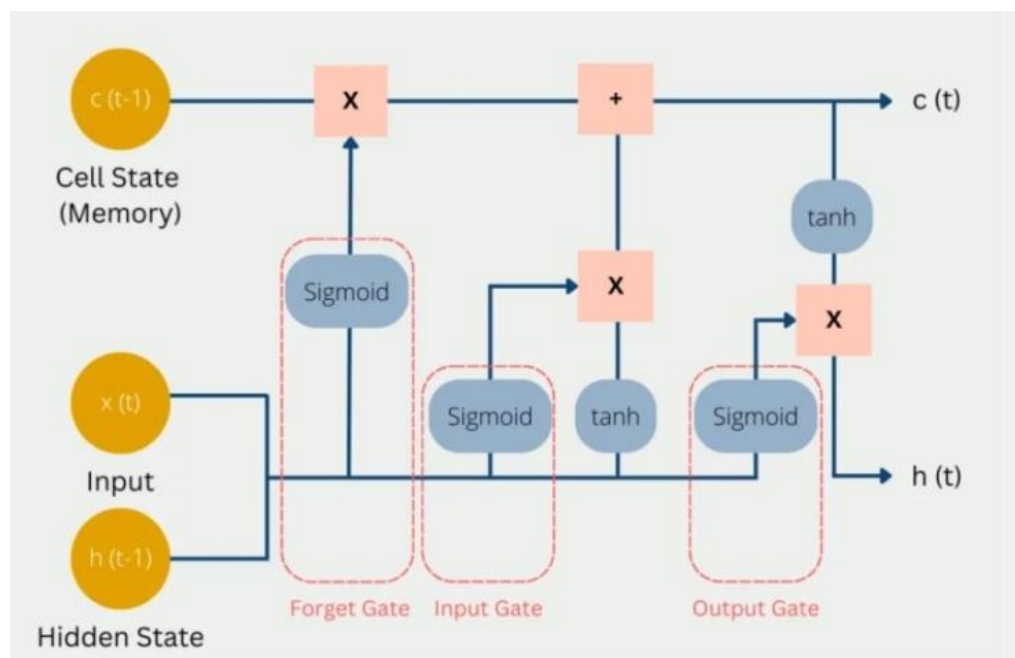 c (t-1)
X
+
c (t)
Cell State
(Memory)
tanh
Sigmoid
X
X
x (t)
Sigmoid
tanh
Sigmoid
Input
h (t)
h (t-1)
Forget Gate
Input Gate
Output Gate
Hidden State